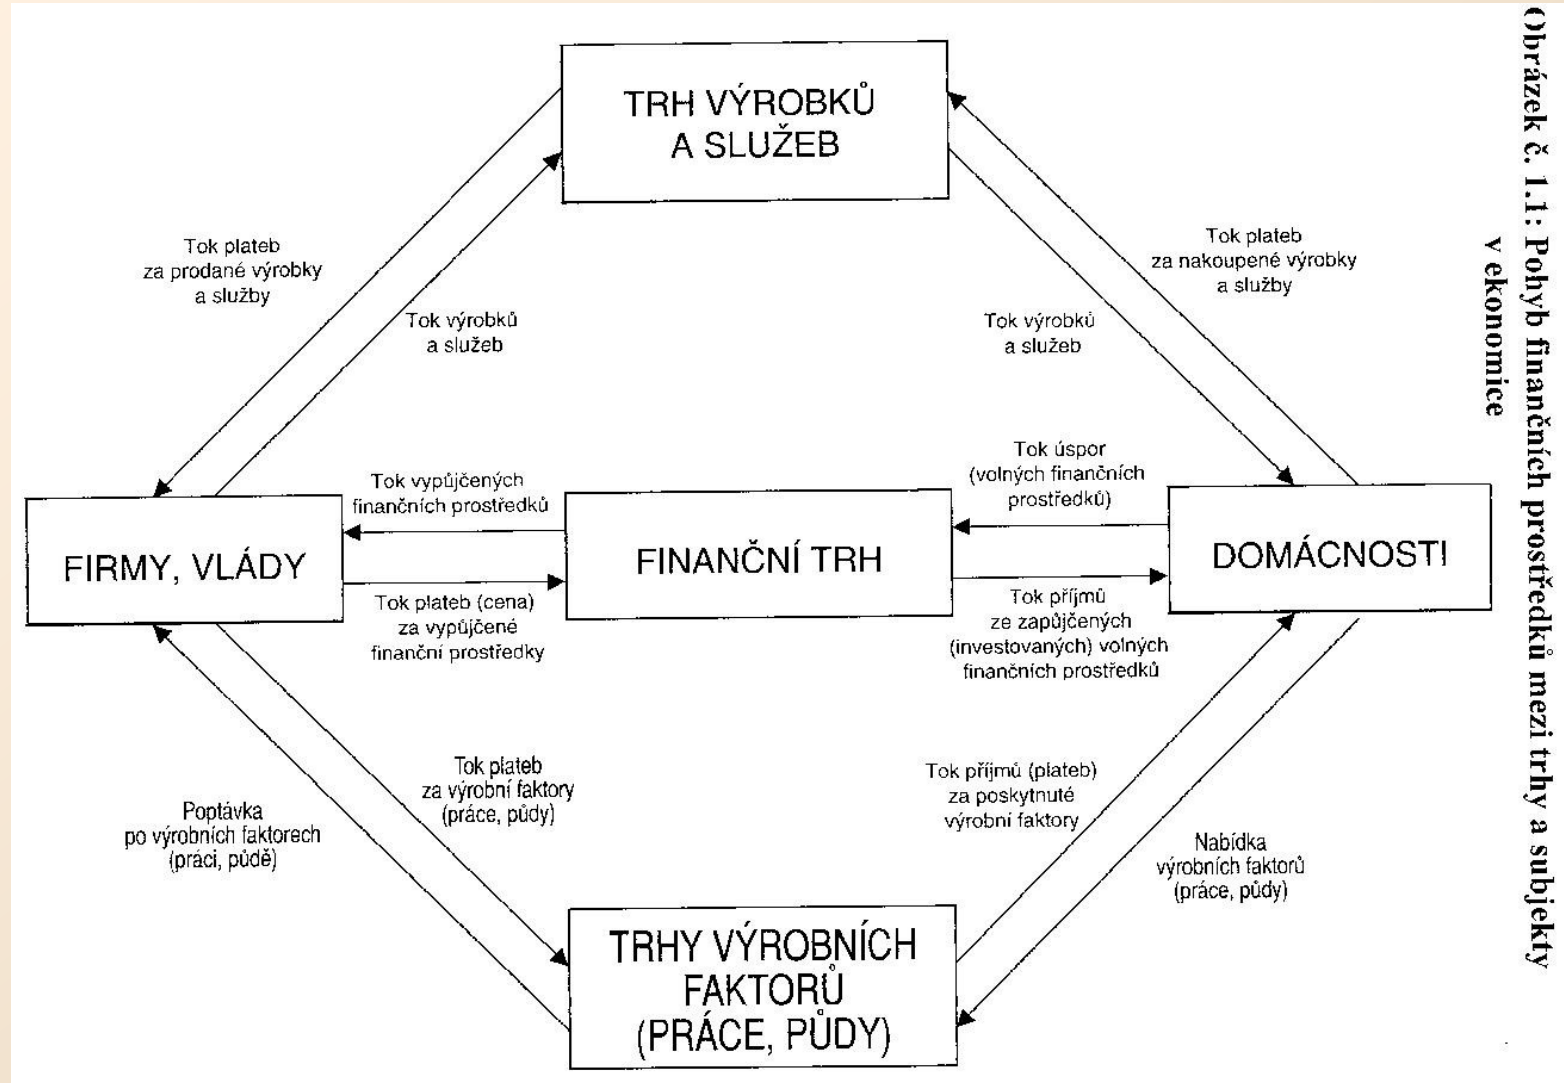 Obrázek č. 1.1: Pohyb finančních prostředků mezi trhy a subjekty
v ekonomice
TRH VÝROBKŮ
A SLUŽEB
Tok plateb
za prodané výrobky
a služby
Tok výrobků
a služeb
Tok plateb
za nakoupené výrobky
a služby
Tok výrobků
a služeb
Tok vypůjčených
finančních prostředků
Tok úspor
(volných finančních
prostředků)
FIRMY, VLÁDY
FINANČNÍ TRH
DOMÁCNOSTI
Tok plateb (cena)
za vypůjčené
finanční prostředky
Tok příjmů
ze zapůjčených
(investovaných) volných
finančních prostředků
Tok plateb
za výrobní faktory
(práce, půdy)
Poptávka
po výrobních faktorech
(práci, půdě)
Tok příjmů (plateb)
za poskytnuté
výrobní faktory
Nabídka
výrobních faktorů
(práce, půdy)
TRHY VÝROBNÍCH
FAKTORŮ
(PRÁCE, PŮDY)